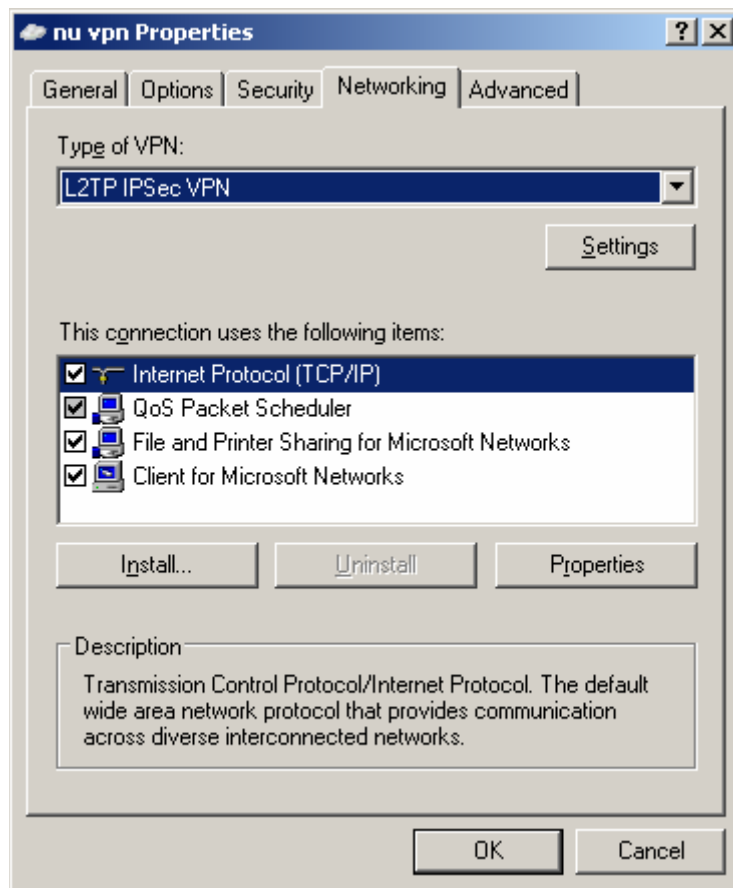 nu vpn Properties
General Options Security Networking Advanced
Type of VPN:
L2TP IPSec VPN
Settings
This connection uses the following items:
Internet Protocol (TCP/IP)
QoS Packet Scheduler
File and Printer Sharing for Microsoft Networks
Client for Microsoft Networks
Install... Uninstall Properties
Description
Transmission Control Protocol/Internet Protocol. The default
wide area network protocol that provides communication
across diverse interconnected networks.
OK Cancel